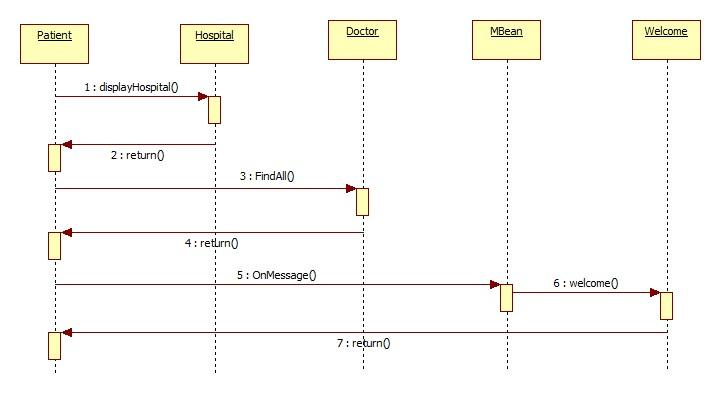 Patient
Hospital
Doctor
MBean
Welcome
1 : displayHospital()
2 : return()
3 : FindAll()
4 : return()
5 : OnMessage()
6 : welcome()
7 : return()